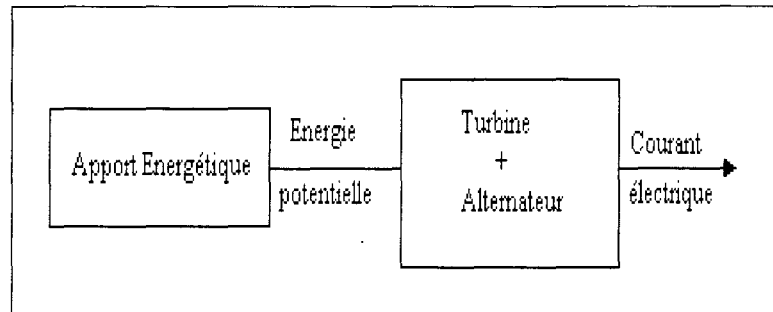 Apport Energétique
Energie
potentielle
Turbine
+
Alternateur
Courant
électrique